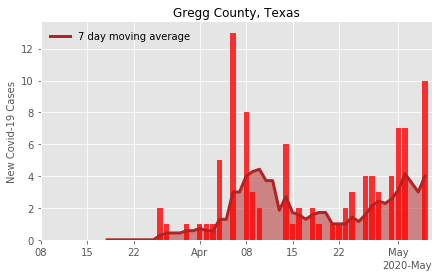 Gregg County, Texas
7 day moving average
New Covid-19 Cases
12
10
8
6
4
2
0
08 15 22 Apr 08 15 22 May
2020-May